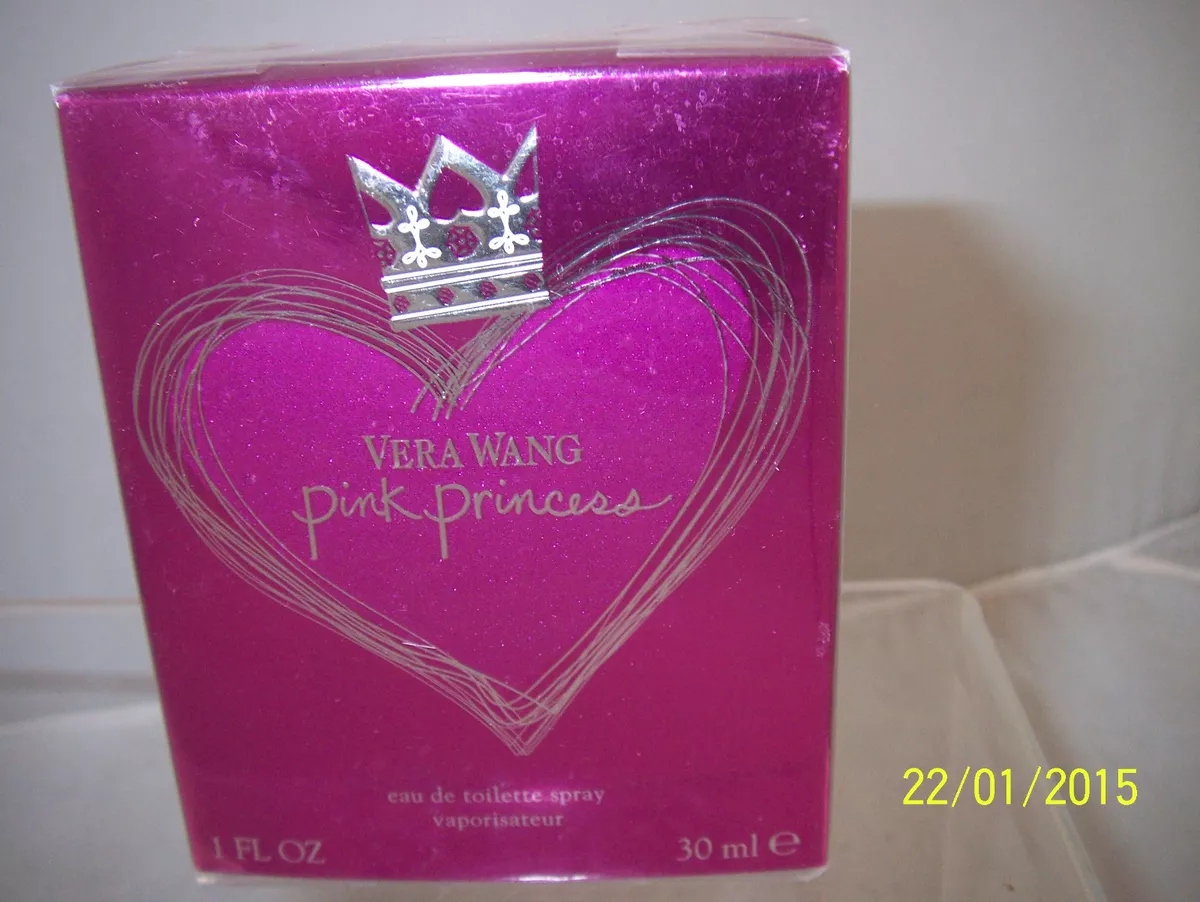 VERA WANG
pink princess
eau de toilette spray
vaporisateur
1 FL OZ
30 ml ℮
22/01/2015